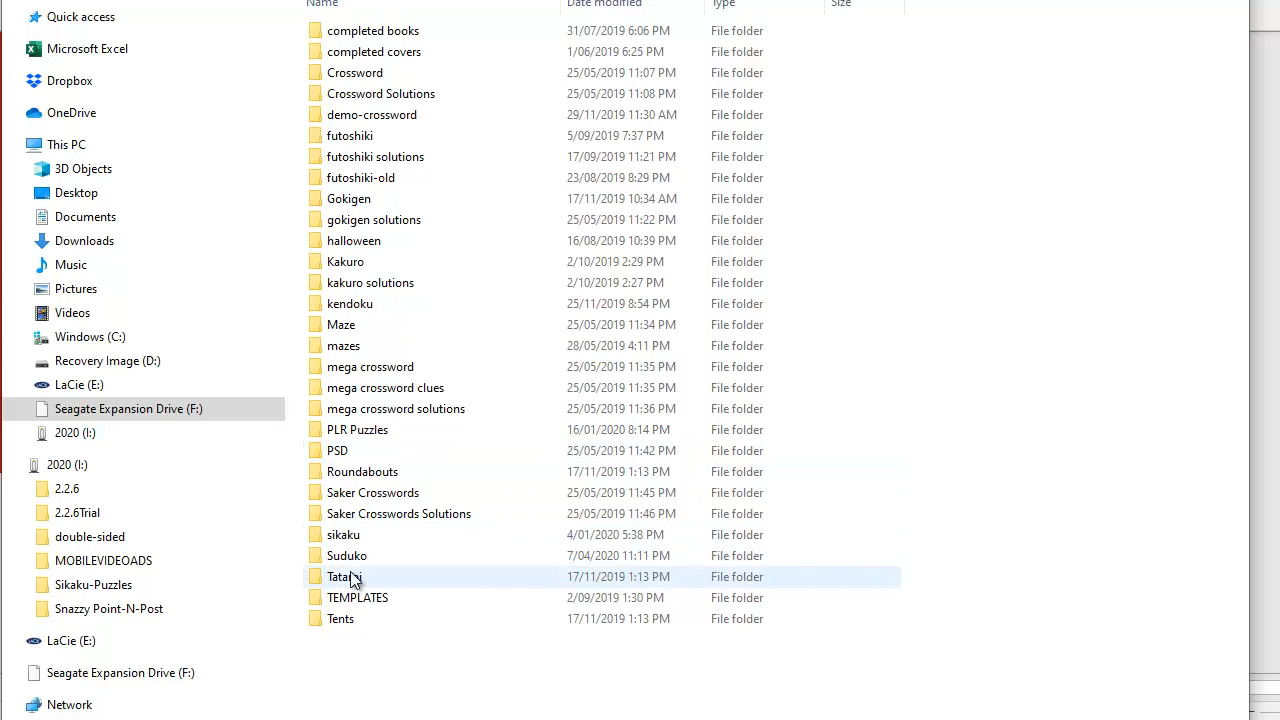 Name Date modified Type Size
Quick access
Microsoft Excel
Dropbox
OneDrive
This PC
3D Objects
Desktop
Documents
Downloads
Music
Pictures
Videos
Windows (C:)
Recovery Image (D:)
LaCie (E:)
Seagate Expansion Drive (F:)
2020 (I:)
2020 (I:)
2.2.6
2.2.6Trial
double-sided
MOBILEVIDEOADS
Sikaku-Puzzles
Snazzy Point-N-Post
LaCie (E:)
Seagate Expansion Drive (F:)
Network
completed books 31/07/2019 6:06 PM File folder
completed covers 1/06/2019 6:25 PM File folder
Crossword 25/05/2019 11:07 PM File folder
Crossword Solutions 25/05/2019 11:08 PM File folder
demo-crossword 29/11/2019 11:30 AM File folder
futoshiki 5/09/2019 7:37 PM File folder
futoshiki solutions 17/09/2019 11:21 PM File folder
futoshiki-old 23/08/2019 8:29 PM File folder
Gokigen 17/11/2019 10:34 AM File folder
gokigen solutions 25/05/2019 11:22 PM File folder
halloween 16/08/2019 10:39 PM File folder
Kakuro 2/10/2019 2:29 PM File folder
kakuro solutions 2/10/2019 2:27 PM File folder
kendoku 25/11/2019 8:54 PM File folder
Maze 25/05/2019 11:34 PM File folder
mazes 28/05/2019 4:11 PM File folder
mega crossword 25/05/2019 11:35 PM File folder
mega crossword clues 25/05/2019 11:35 PM File folder
mega crossword solutions 25/05/2019 11:36 PM File folder
PLR Puzzles 16/01/2020 8:14 PM File folder
PSD 25/05/2019 11:42 PM File folder
Roundabouts 17/11/2019 1:13 PM File folder
Saker Crosswords 25/05/2019 11:45 PM File folder
Saker Crosswords Solutions 25/05/2019 11:46 PM File folder
sikaku 4/01/2020 5:38 PM File folder
Suduko 7/04/2020 11:11 PM File folder
17/11/2019 1:13 PM File folder
TEMPLATES 2/09/2019 1:30 PM File folder
Tents 17/11/2019 1:13 PM File folder